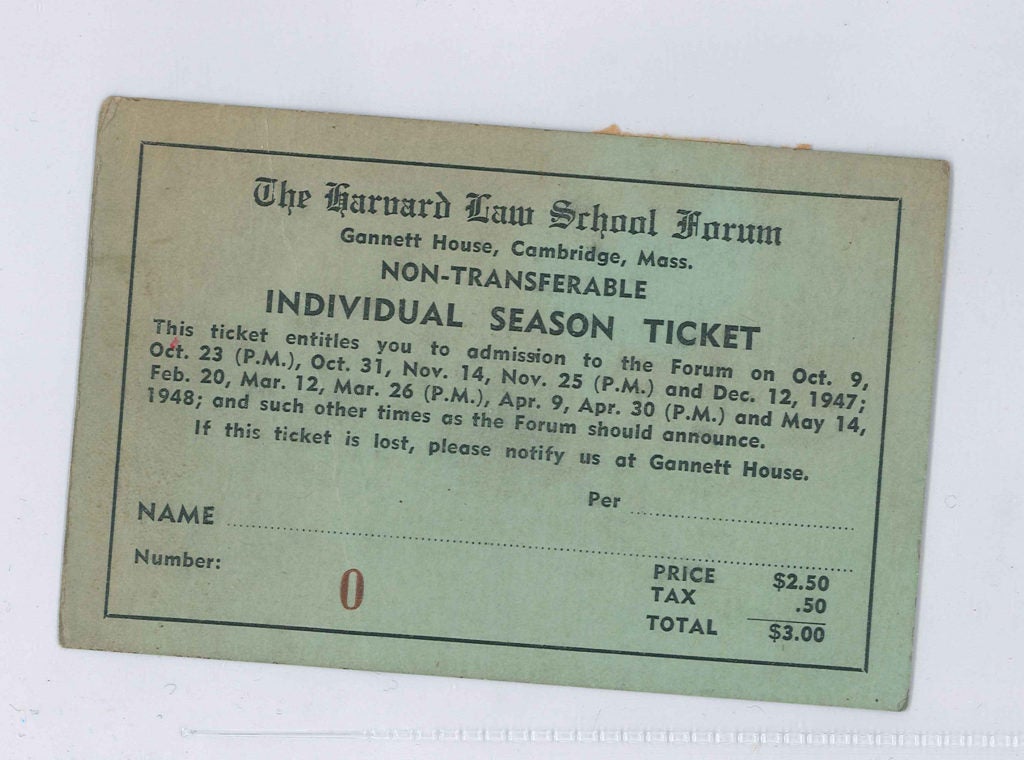 The Harvard Law School Forum
Gannett House, Cambridge, Mass.
NON-TRANSFERABLE
INDIVIDUAL SEASON TICKET
This ticket entitles you to admission to the Forum on Oct. 9,
Oct. 23 (P.M.), Oct. 31, Nov. 14, Nov. 25 (P.M.) and Dec. 12, 1947;
Feb. 20, Mar. 12, Mar. 26 (P.M.), Apr. 9, Apr. 30 (P.M.) and May 14,
1948; and such other times as the Forum should announce.
If this ticket is lost, please notify us at Gannett House.
Per
NAME
Number: 0
PRICE $2.50
TAX .50
TOTAL $3.00